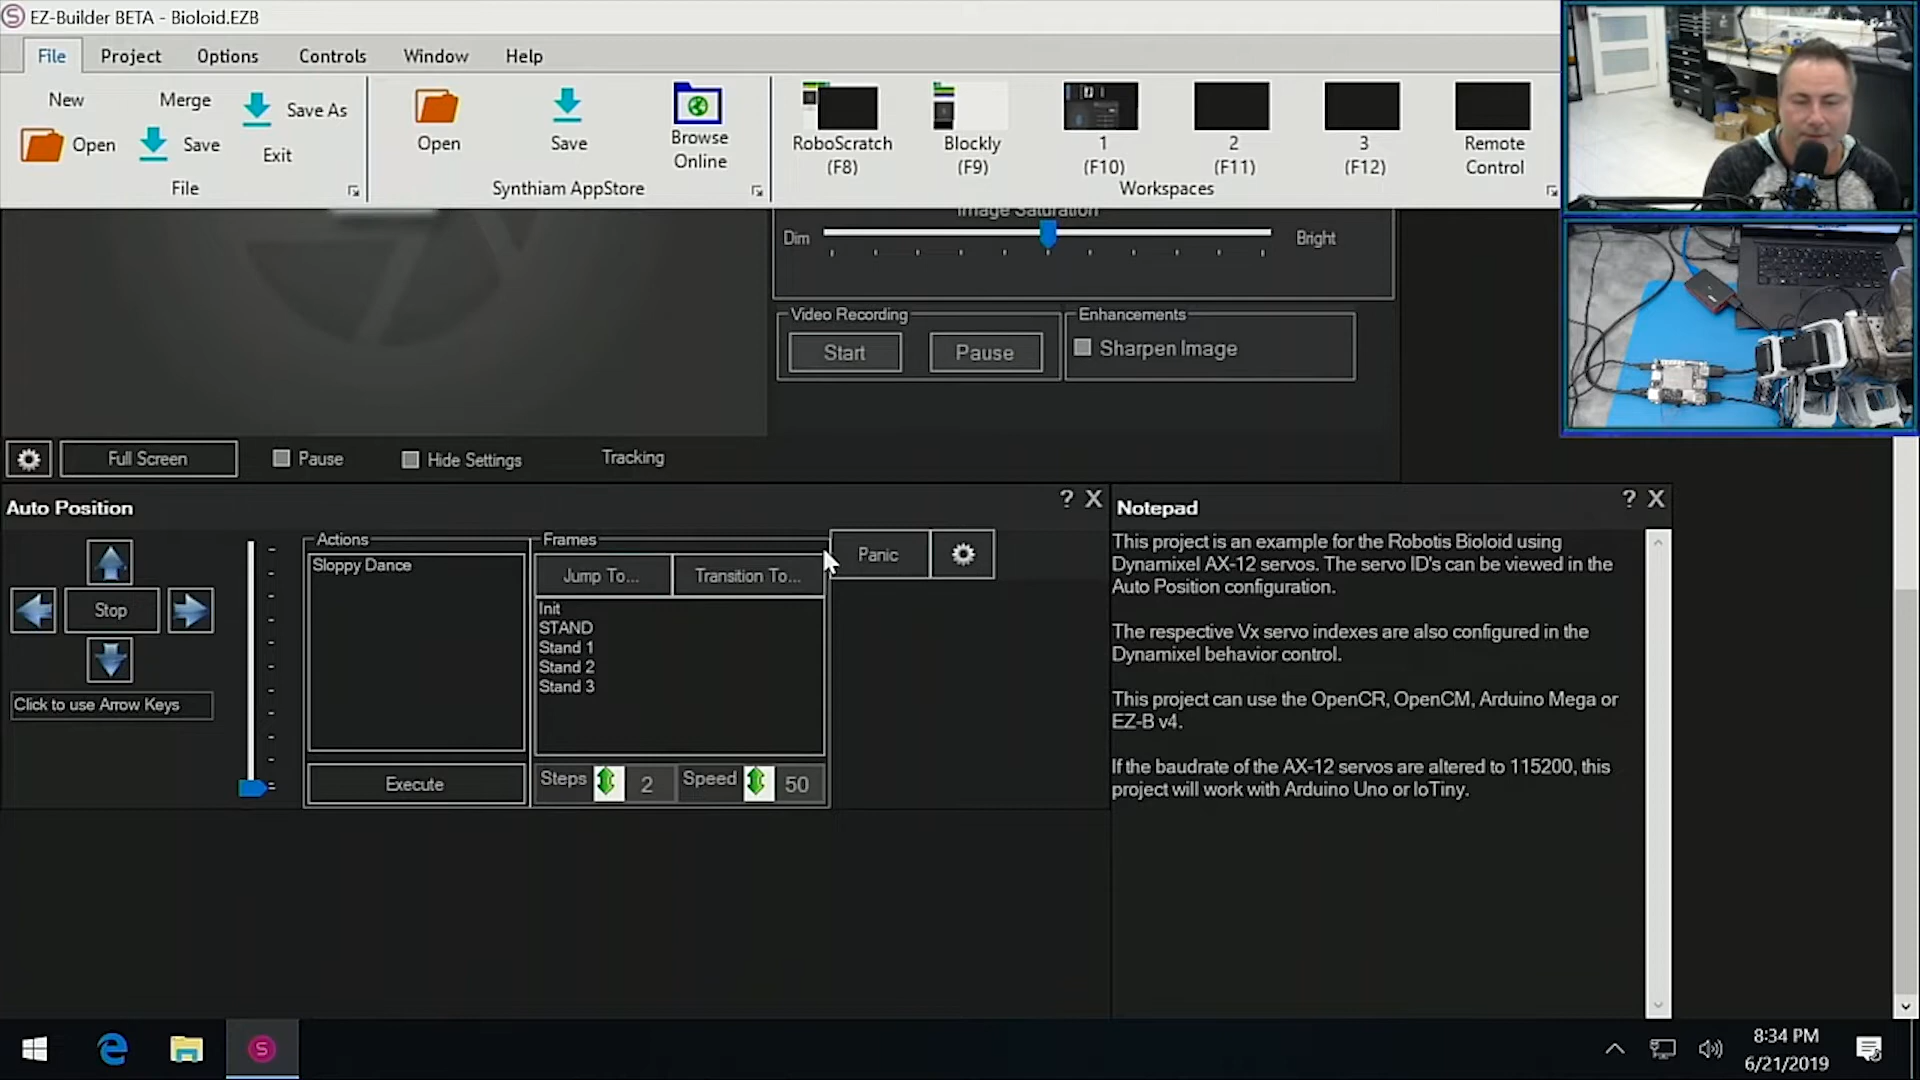 EZ-Builder BETA - Bioloid.EZB
File Project Options Controls Window Help
New
Open
Merge
Save
Save As
Exit
File
Open
Save
Browse
Online
Synthiam AppStore
RoboScratch
(F8)
Blockly
(F9)
1
(F10)
2
(F11)
3
(F12)
Remote
Control
Workspaces
Image Saturation
Dim
Bright
Video Recording
Start
Pause
Enhancements
Sharpen Image
Full Screen
Pause
Hide Settings
Tracking
Auto Position
? X
Stop
Click to use Arrow Keys
Actions
Sloppy Dance
Execute
Frames
Jump To...
Transition To...
Init
STAND
Stand 1
Stand 2
Stand 3
Steps 2 Speed 50
Panic
Notepad
? X
This project is an example for the Robotis Bioloid using
Dynamixel AX-12 servos. The servo ID's can be viewed in the
Auto Position configuration.
The respective Vx servo indexes are also configured in the
Dynamixel behavior control.
This project can use the OpenCR, OpenCM, Arduino Mega or
EZ-B v4.
If the baudrate of the AX-12 servos are altered to 115200, this
project will work with Arduino Uno or IoTiny.
8:34 PM
6/21/2019